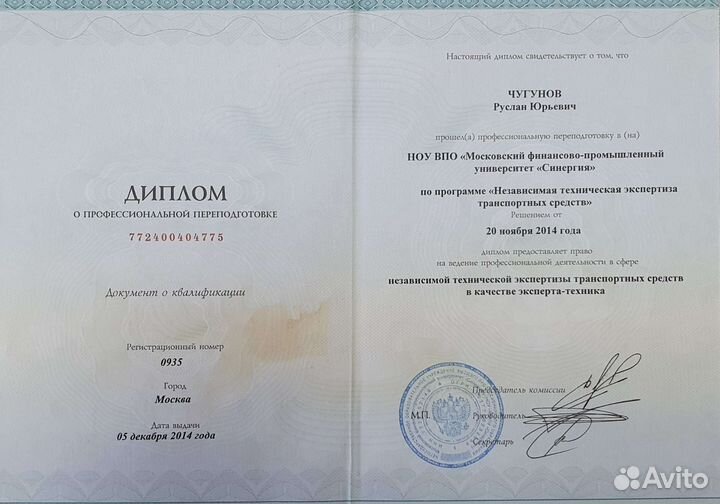 ДИПЛОМ
О ПРОФЕССИОНАЛЬНОЙ ПЕРЕПОДГОТОВКЕ
772400404775
Документ о квалификации
Регистрационный номер
0935
Город
Москва
Дата выдачи
05 декабря 2014 года
Настоящий диплом свидетельствует о том, что
ЧУГУНОВ
Руслан Юрьевич
прошел(а) профессиональную переподготовку в (на)
НОУ ВПО «Московский финансово-промышленный
университет «Синергия»
по программе «Независимая техническая экспертиза
транспортных средств»
Решением от
20 ноября 2014 года
диплом предоставляет право
на ведение профессиональной деятельности в сфере
независимой технической экспертизы транспортных средств
в качестве эксперта-техника
Председатель комиссии
М.П. Руководитель
Секретарь
Avito